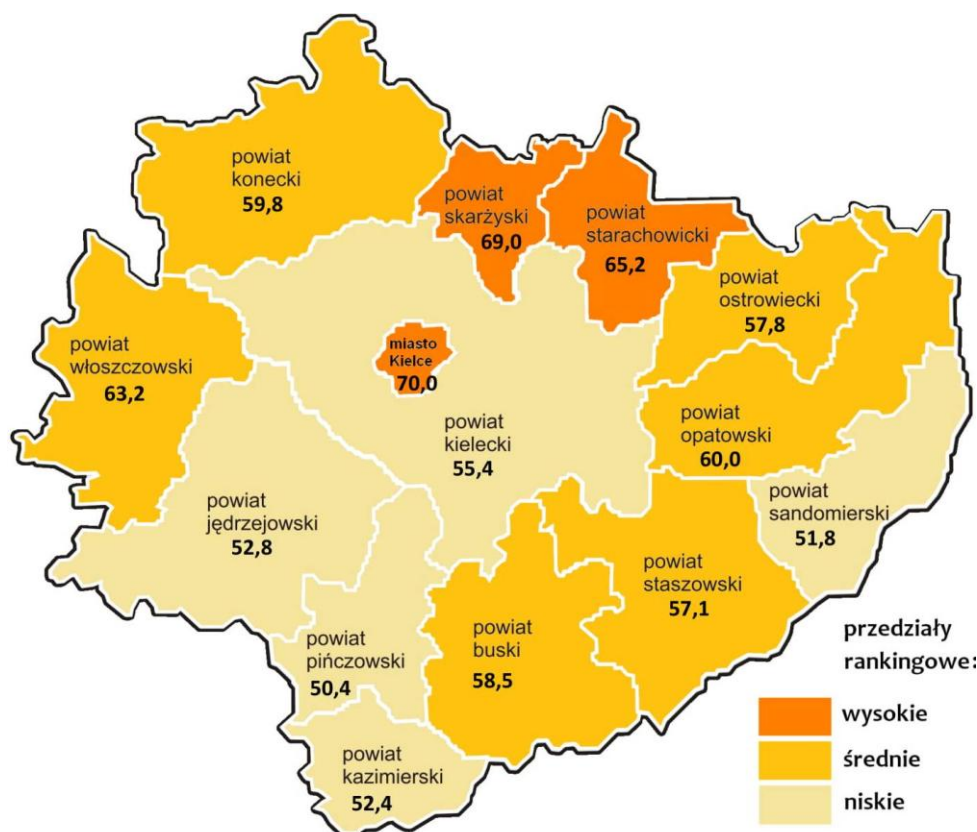 powiat
konecki
59,8
powiat
skarżyski
69,0
powiat
starachowicki
65,2
powiat
ostrowiecki
57,8
powiat
włoszczowski
63,2
miasto
Kielce
70,0
powiat
kielecki
55,4
powiat
opatowski
60,0
powiat
jędrzejowski
52,8
powiat
sandomierski
51,8
powiat
staszowski
57,1
powiat
buski
58,5
powiat
pińczowski
50,4
powiat
kazimierski
52,4
przedziały
rankingowe:
wysokie
średnie
niskie